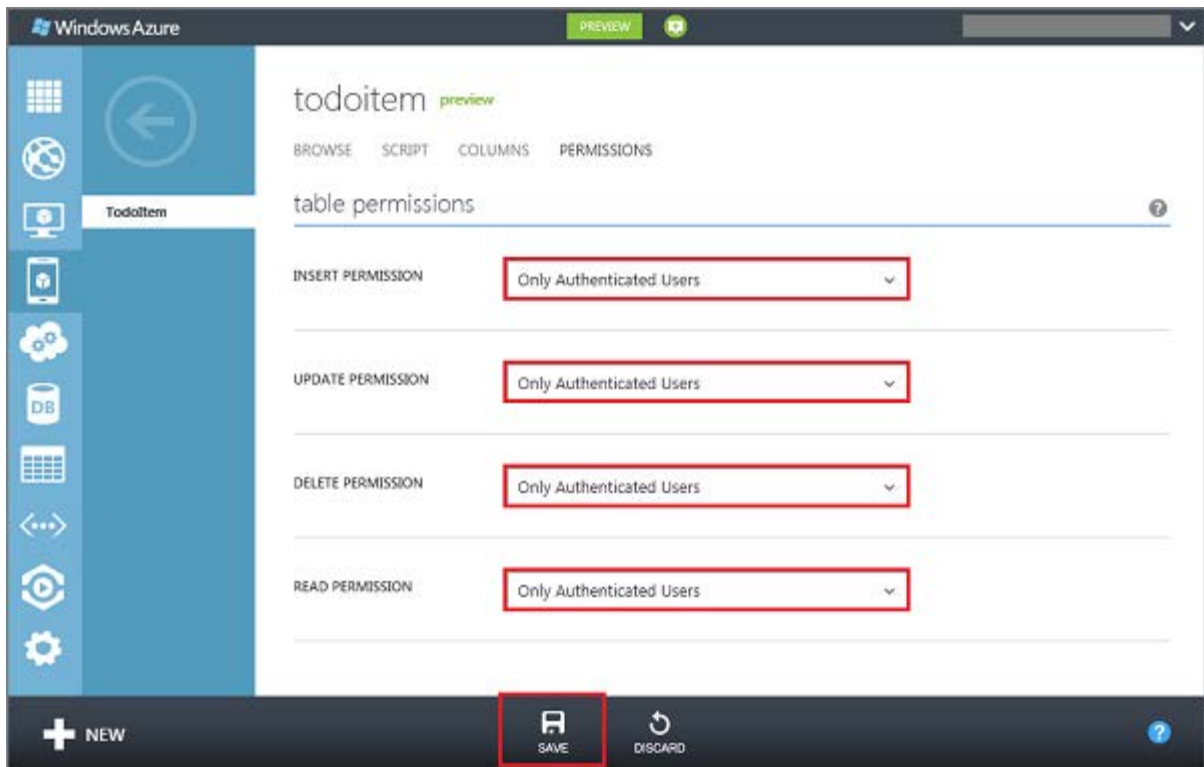 Windows Azure
PREVIEW
todoitem preview
BROWSE SCRIPT COLUMNS PERMISSIONS
TodoItem
table permissions
?
INSERT PERMISSION Only Authenticated Users
UPDATE PERMISSION Only Authenticated Users
DELETE PERMISSION Only Authenticated Users
DB
READ PERMISSION Only Authenticated Users
NEW
SAVE
DISCARD
?